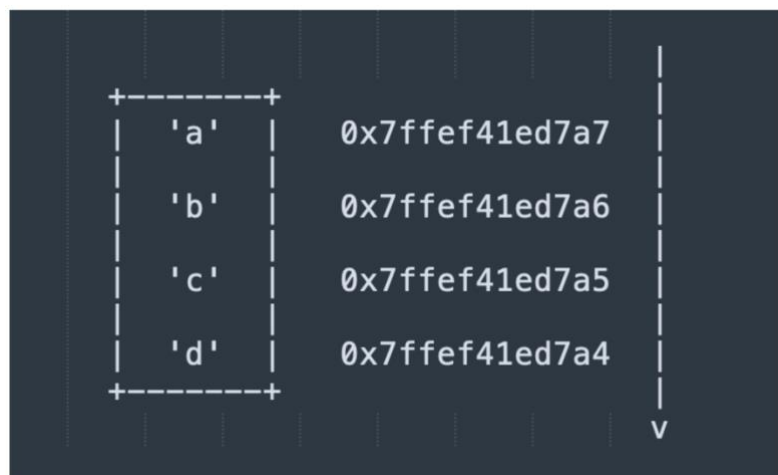 |
+-------+ |
| 'a' | 0x7ffef41ed7a7 |
| | |
| 'b' | 0x7ffef41ed7a6 |
| | |
| 'c' | 0x7ffef41ed7a5 |
| | |
| 'd' | 0x7ffef41ed7a4 |
+-------+ |
v